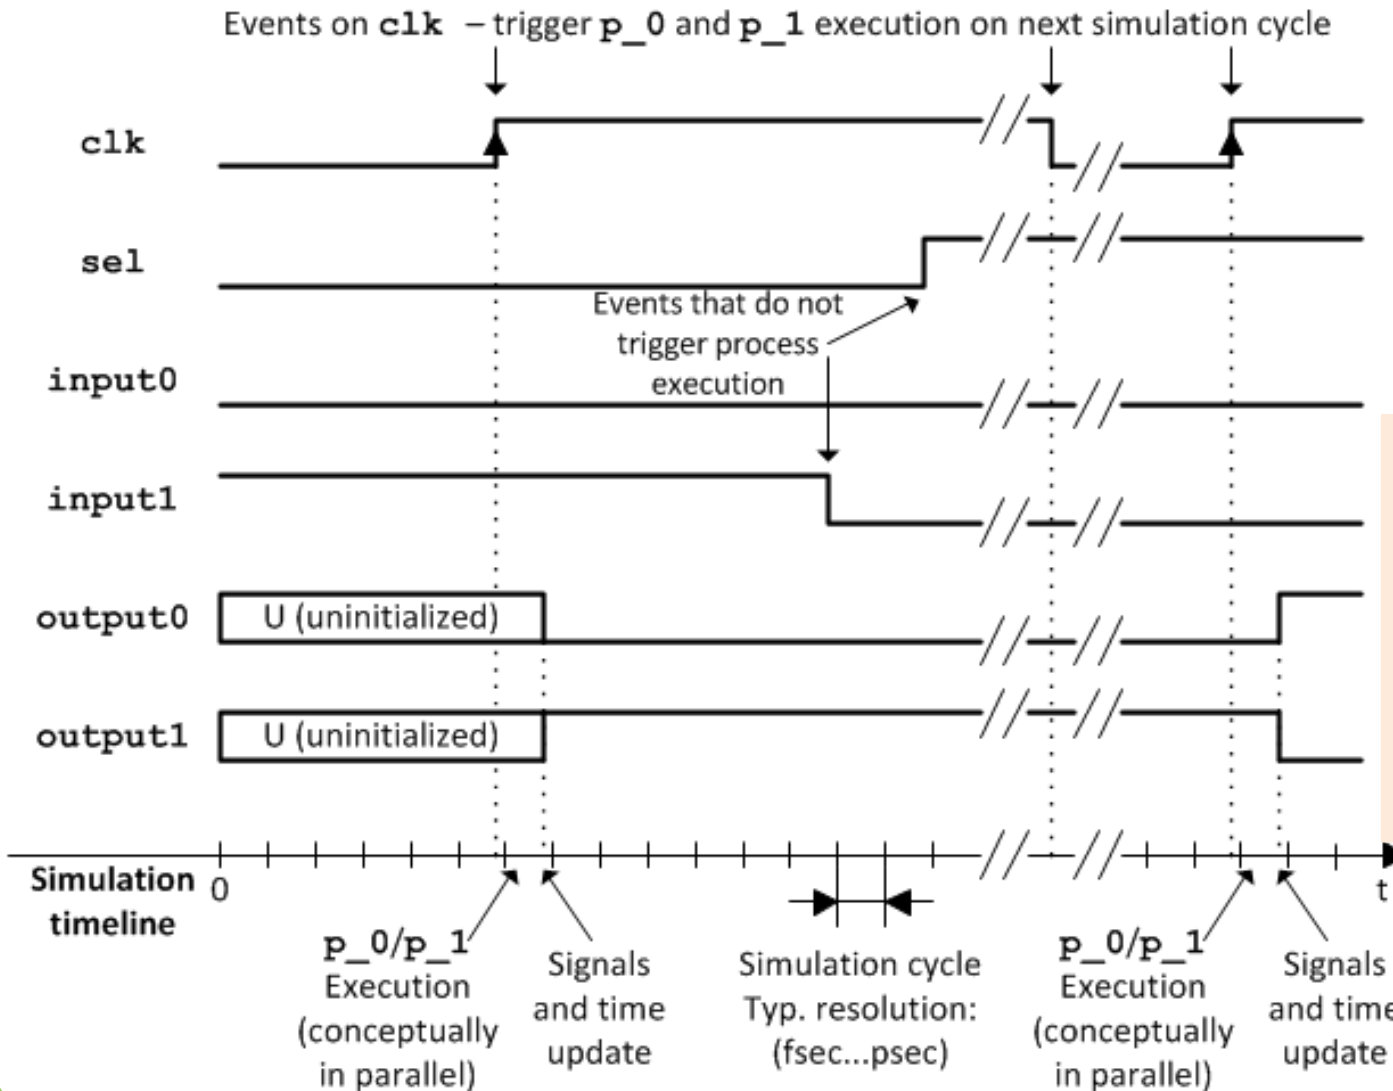 Events on clk – trigger p_0 and p_1 execution on next simulation cycle
clk
sel
Events that do not
trigger process
execution
input0
input1
output0
U (uninitialized)
output1
U (uninitialized)
Simulation
timeline
0
t
p_0/p_1
Execution
(conceptually
in parallel)
Signals
and time
update
Simulation cycle
Typ. resolution:
(fsec...psec)
p_0/p_1
Execution
(conceptually
in parallel)
Signals
and time
update